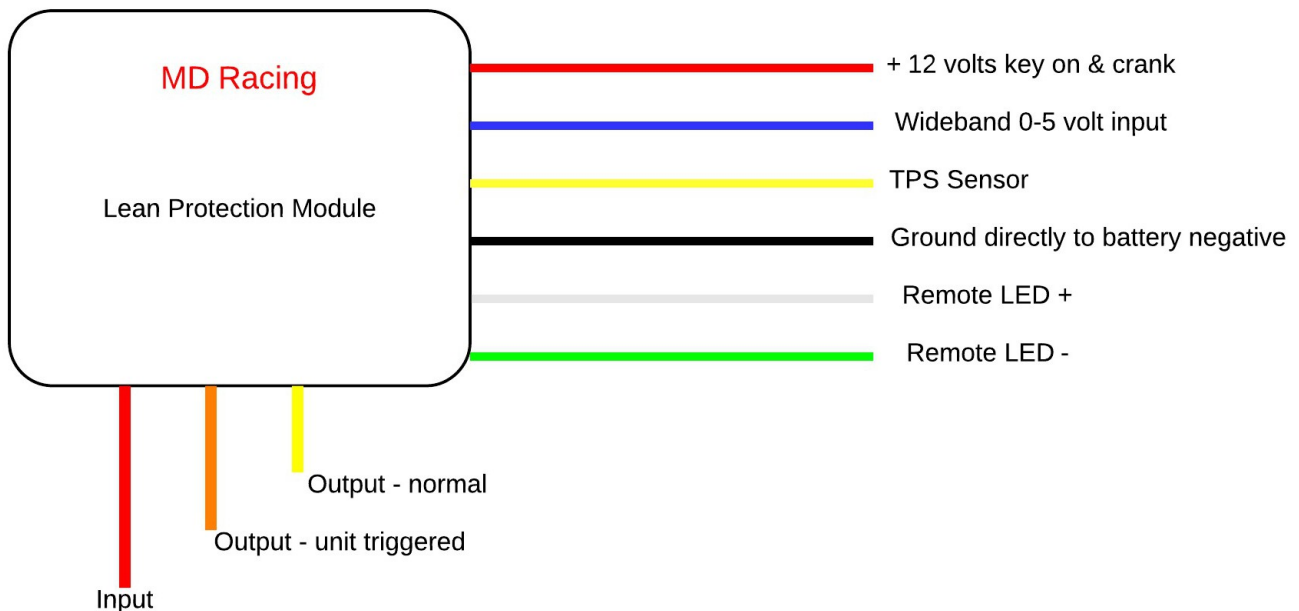 MD Racing
Lean Protection Module
+ 12 volts key on & crank
Wideband 0-5 volt input
TPS Sensor
Ground directly to battery negative
Remote LED +
Remote LED -
Output - normal
Output - unit triggered
Input